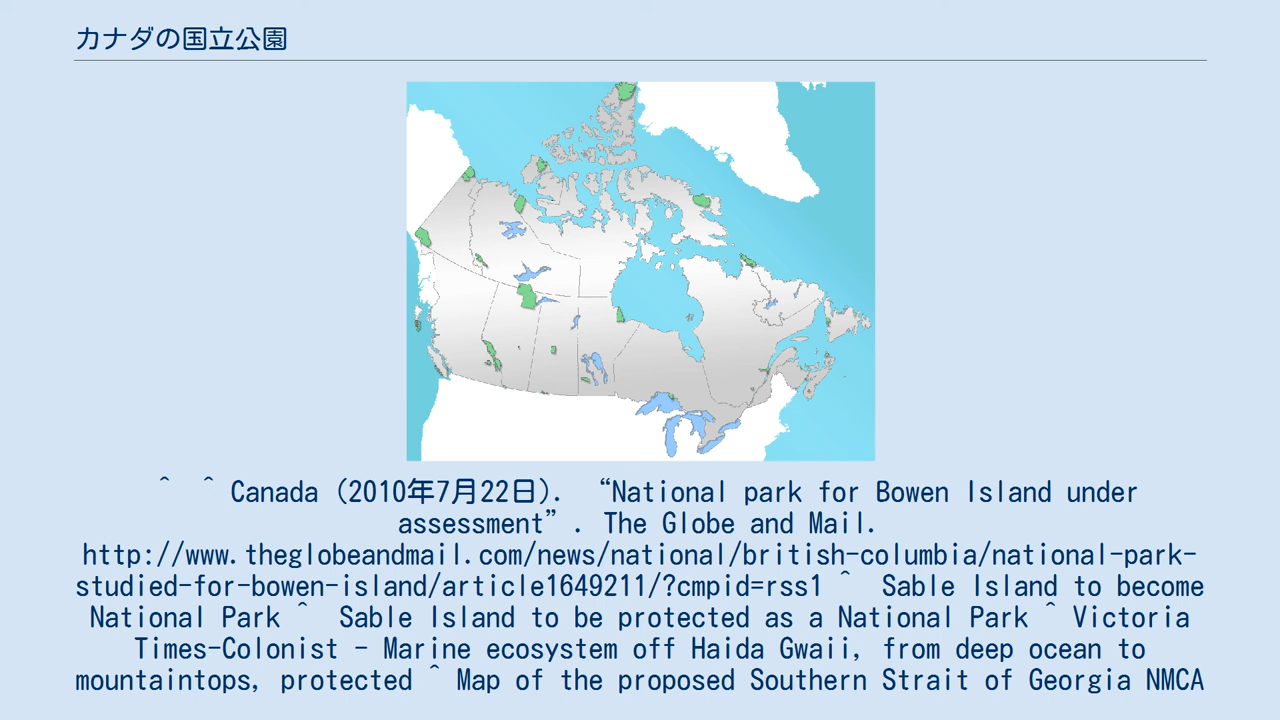 カナダの国立公園
^ ^ Canada (2010年7月22日). “National park for Bowen Island under
assessment”. The Globe and Mail.
http://www.theglobeandmail.com/news/national/british-columbia/national-park-
studied-for-bowen-island/article1649211/?cmpid=rss1 ^ Sable Island to become
National Park ^ Sable Island to be protected as a National Park ^ Victoria
Times-Colonist - Marine ecosystem off Haida Gwaii, from deep ocean to
mountaintops, protected ^ Map of the proposed Southern Strait of Georgia NMCA